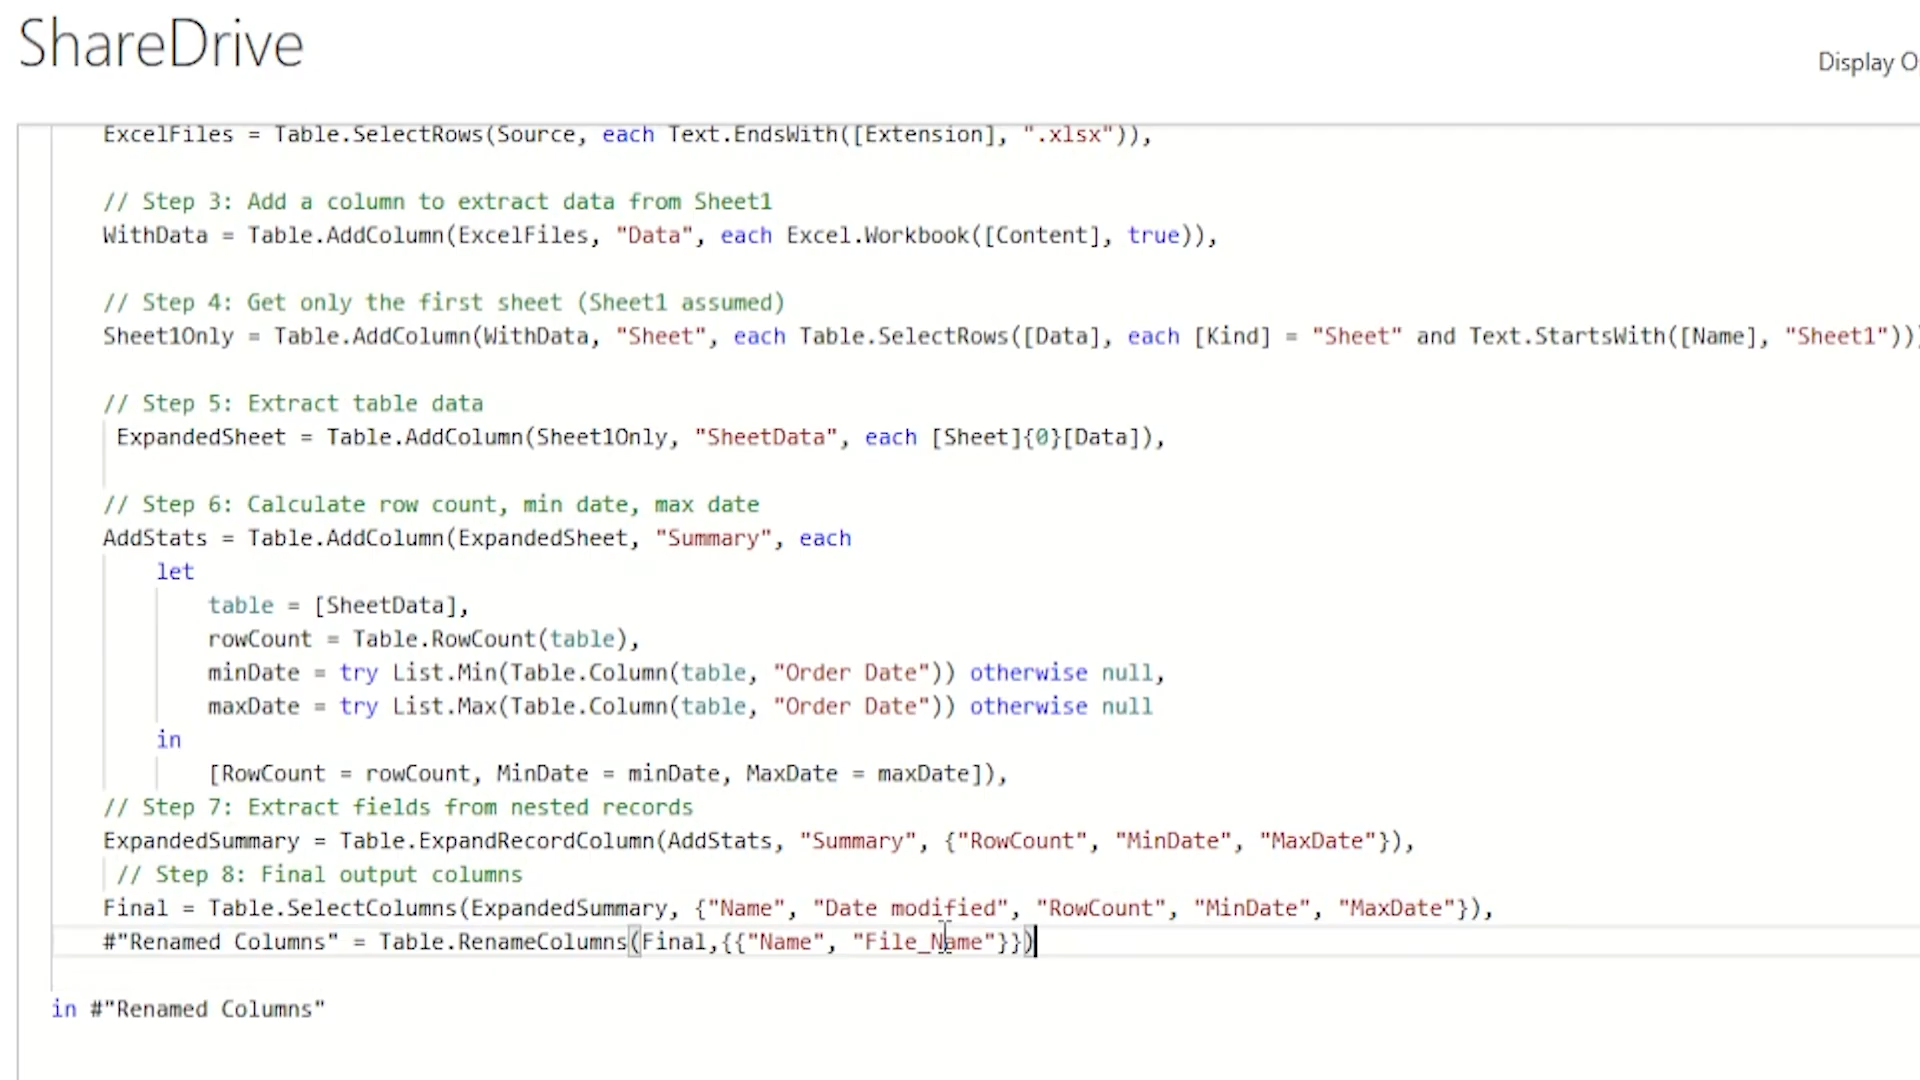 ShareDrive
Display O
ExcelFiles = Table.SelectRows(Source, each Text.EndsWith([Extension], ".xlsx")),
// Step 3: Add a column to extract data from Sheet1
WithData = Table.AddColumn(ExcelFiles, "Data", each Excel.Workbook([Content], true)),
// Step 4: Get only the first sheet (Sheet1 assumed)
Sheet1Only = Table.AddColumn(WithData, "Sheet", each Table.SelectRows([Data], each [Kind] = "Sheet" and Text.StartsWith([Name], "Sheet1")))
// Step 5: Extract table data
ExpandedSheet = Table.AddColumn(Sheet1Only, "SheetData", each [Sheet]{0}[Data]),
// Step 6: Calculate row count, min date, max date
AddStats = Table.AddColumn(ExpandedSheet, "Summary", each
let
table = [SheetData],
rowCount = Table.RowCount(table),
minDate = try List.Min(Table.Column(table, "Order Date")) otherwise null,
maxDate = try List.Max(Table.Column(table, "Order Date")) otherwise null
in
[RowCount = rowCount, MinDate = minDate, MaxDate = maxDate]),
// Step 7: Extract fields from nested records
ExpandedSummary = Table.ExpandRecordColumn(AddStats, "Summary", {"RowCount", "MinDate", "MaxDate"}),
// Step 8: Final output columns
Final = Table.SelectColumns(ExpandedSummary, {"Name", "Date modified", "RowCount", "MinDate", "MaxDate"}),
#"Renamed Columns" = Table.RenameColumns(Final,{{"Name", "File_Name"}})
in #"Renamed Columns"